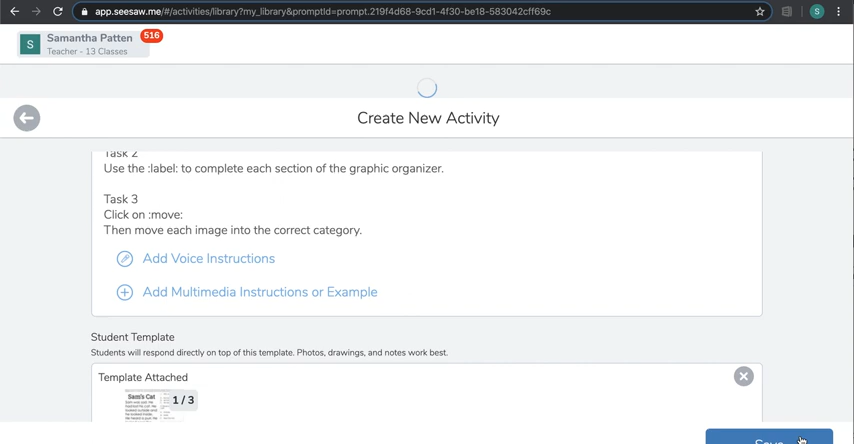 app.seesaw.me/#/activities/library?my_library&promptId=prompt.219f4d68-9cd1-4f30-be18-583042cff69c
S
S
Samantha Patten
516
Teacher - 13 Classes
Create New Activity
Task 2
Use the :label: to complete each section of the graphic organizer.
Task 3
Click on :move:
Then move each image into the correct category.
Add Voice Instructions
Add Multimedia Instructions or Example
Student Template
Students will respond directly on top of this template. Photos, drawings, and notes work best.
Template Attached
Sam's Cat
1 / 3
Save